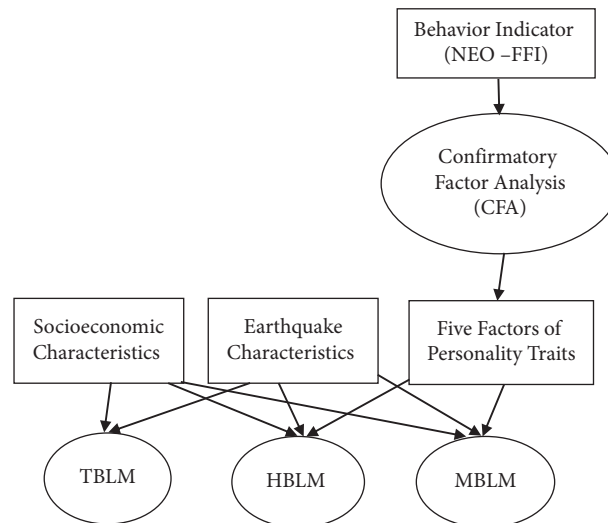 Behavior Indicator
(NEO –FFI)
Confirmatory
Factor Analysis
(CFA)
Socioeconomic
Characteristics
Earthquake
Characteristics
Five Factors of
Personality Traits
TBLM
HBLM
MBLM